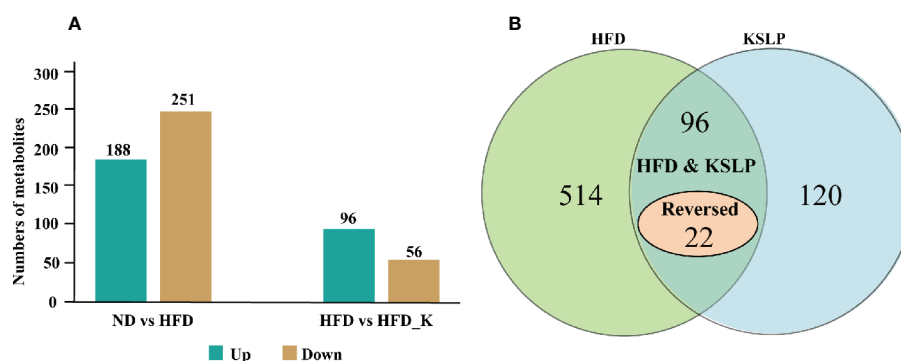 A
Numbers of metabolites
300
250
200
150
100
50
0
188
251
96
56
ND vs HFD
HFD vs HFD_K
Up
Down
B
HFD
KSLP
514
96
HFD & KSLP
Reversed
22
120